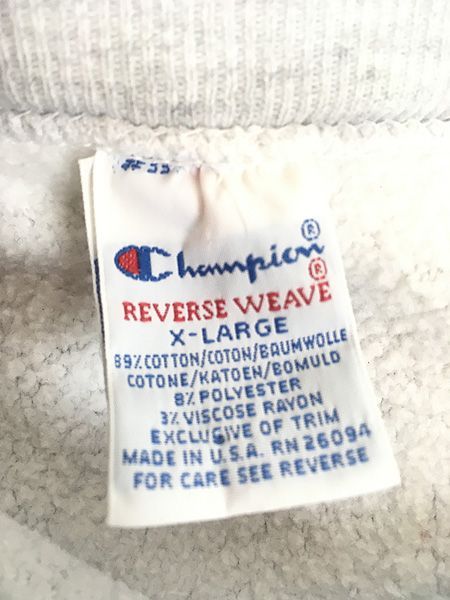 #55
Champion®
REVERSE WEAVE®
X-LARGE
89% COTTON/COTON/BAUMWOLLE
COTONE/KATOEN/BOMULD
8% POLYESTER
3% VISCOSE RAYON
EXCLUSIVE OF TRIM
MADE IN U.S.A. RN 26094
FOR CARE SEE REVERSE